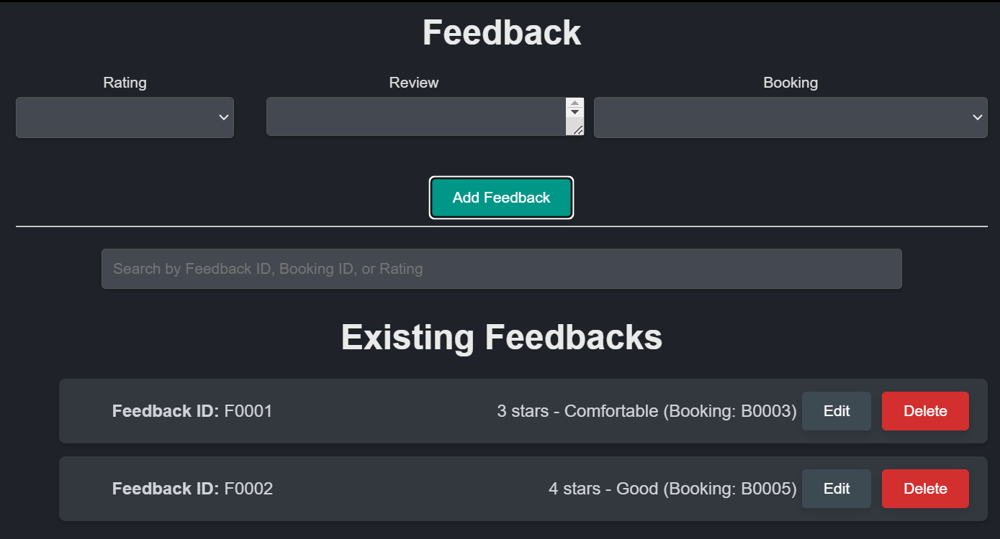 Feedback
Rating Review Booking
Add Feedback
Search by Feedback ID, Booking ID, or Rating
Existing Feedbacks
Feedback ID: F0001 3 stars - Comfortable (Booking: B0003) Edit Delete
Feedback ID: F0002 4 stars - Good (Booking: B0005) Edit Delete